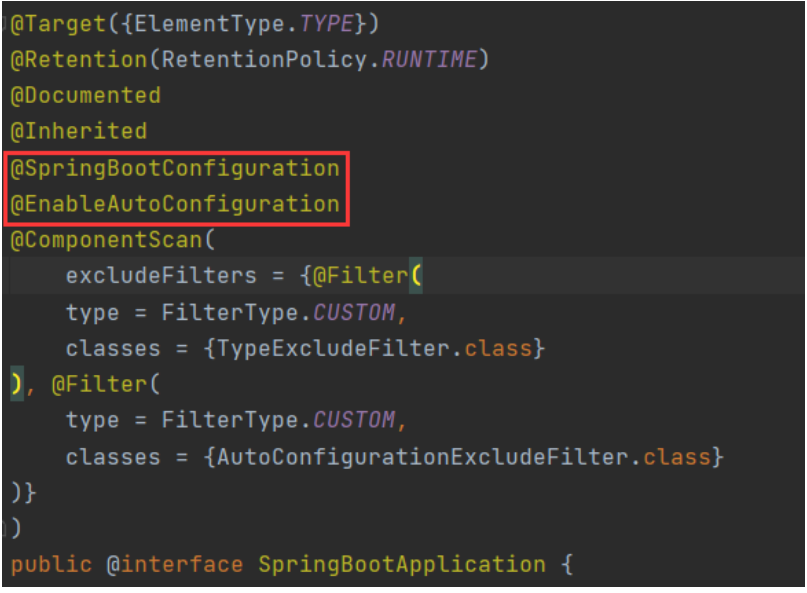 @Target({ElementType.TYPE})
@Retention(RetentionPolicy.RUNTIME)
@Documented
@Inherited
@SpringBootConfiguration
@EnableAutoConfiguration
@ComponentScan(
    excludeFilters = {@Filter(
    type = FilterType.CUSTOM,
    classes = {TypeExcludeFilter.class}
), @Filter(
    type = FilterType.CUSTOM,
    classes = {AutoConfigurationExcludeFilter.class}
)}
)
public @interface SpringBootApplication {